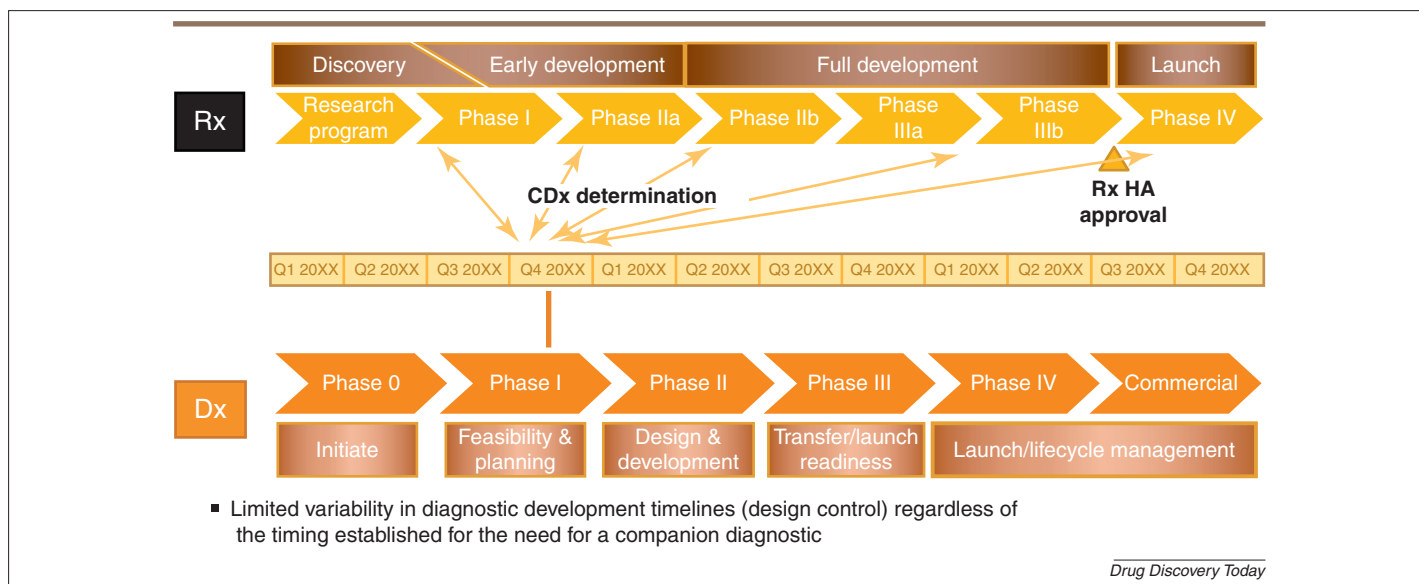 Discovery Early development Full development Launch
Rx
Research program Phase I Phase IIa Phase IIb Phase IIIa Phase IIIb Phase IV
CDx determination
Rx HA
approval
Q1 20XX Q2 20XX Q3 20XX Q4 20XX Q1 20XX Q2 20XX Q3 20XX Q4 20XX Q1 20XX Q2 20XX Q3 20XX Q4 20XX
Dx
Phase 0 Phase I Phase II Phase III Phase IV Commercial
Initiate Feasibility & planning Design & development Transfer/launch readiness Launch/lifecycle management
▪ Limited variability in diagnostic development timelines (design control) regardless of
the timing established for the need for a companion diagnostic
Drug Discovery Today